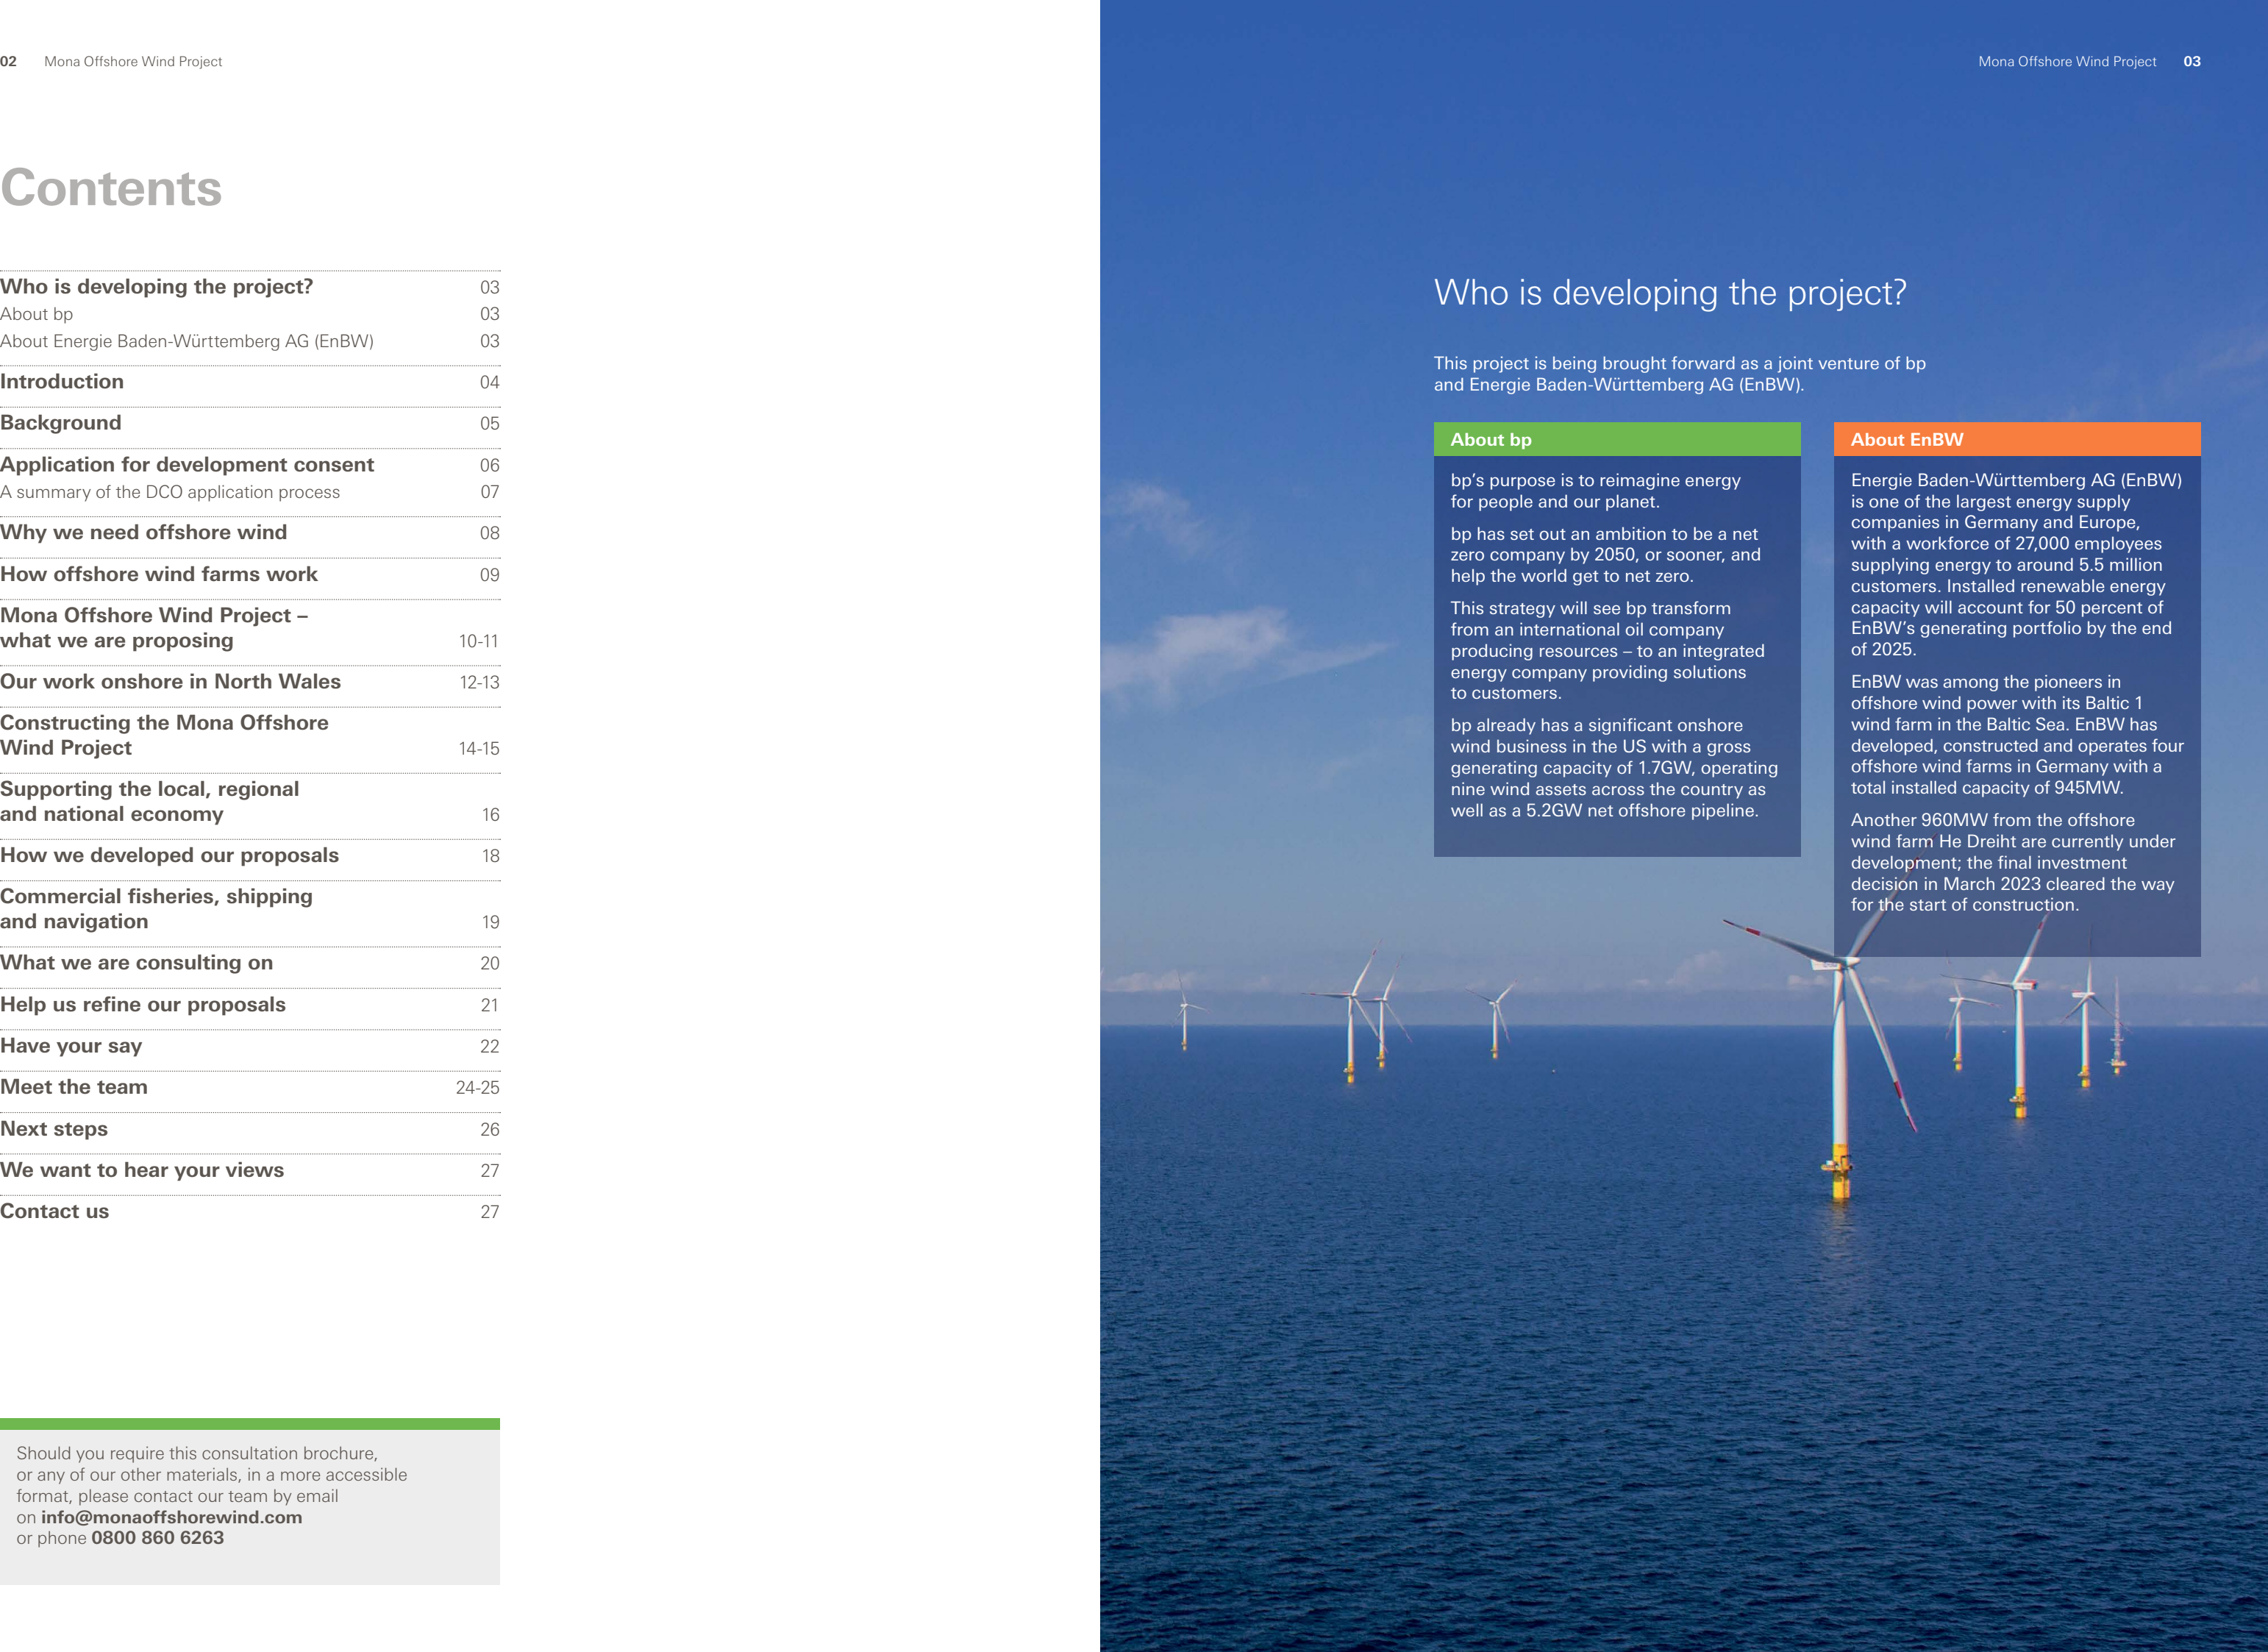 02 Mona Offshore Wind Project
Contents
Who is developing the project? 03
About bp 03
About Energie Baden-Württemberg AG (EnBW) 03
Introduction 04
Background 05
Application for development consent 06
A summary of the DCO application process 07
Why we need offshore wind 08
How offshore wind farms work 09
Mona Offshore Wind Project –
what we are proposing 10-11
Our work onshore in North Wales 12-13
Constructing the Mona Offshore
Wind Project 14-15
Supporting the local, regional
and national economy 16
How we developed our proposals 18
Commercial fisheries, shipping
and navigation 19
What we are consulting on 20
Help us refine our proposals 21
Have your say 22
Meet the team 24-25
Next steps 26
We want to hear your views 27
Contact us 27
Should you require this consultation brochure,
or any of our other materials, in a more accessible
format, please contact our team by email
on info@monaoffshorewind.com
or phone 0800 860 6263
Mona Offshore Wind Project 03
Who is developing the project?
This project is being brought forward as a joint venture of bp
and Energie Baden-Württemberg AG (EnBW).
About bp
bp’s purpose is to reimagine energy
for people and our planet.
bp has set out an ambition to be a net
zero company by 2050, or sooner, and
help the world get to net zero.
This strategy will see bp transform
from an international oil company
producing resources – to an integrated
energy company providing solutions
to customers.
bp already has a significant onshore
wind business in the US with a gross
generating capacity of 1.7GW, operating
nine wind assets across the country as
well as a 5.2GW net offshore pipeline.
About EnBW
Energie Baden-Württemberg AG (EnBW)
is one of the largest energy supply
companies in Germany and Europe,
with a workforce of 27,000 employees
supplying energy to around 5.5 million
customers. Installed renewable energy
capacity will account for 50 percent of
EnBW’s generating portfolio by the end
of 2025.
EnBW was among the pioneers in
offshore wind power with its Baltic 1
wind farm in the Baltic Sea. EnBW has
developed, constructed and operates four
offshore wind farms in Germany with a
total installed capacity of 945MW.
Another 960MW from the offshore
wind farm He Dreiht are currently under
development; the final investment
decision in March 2023 cleared the way
for the start of construction.